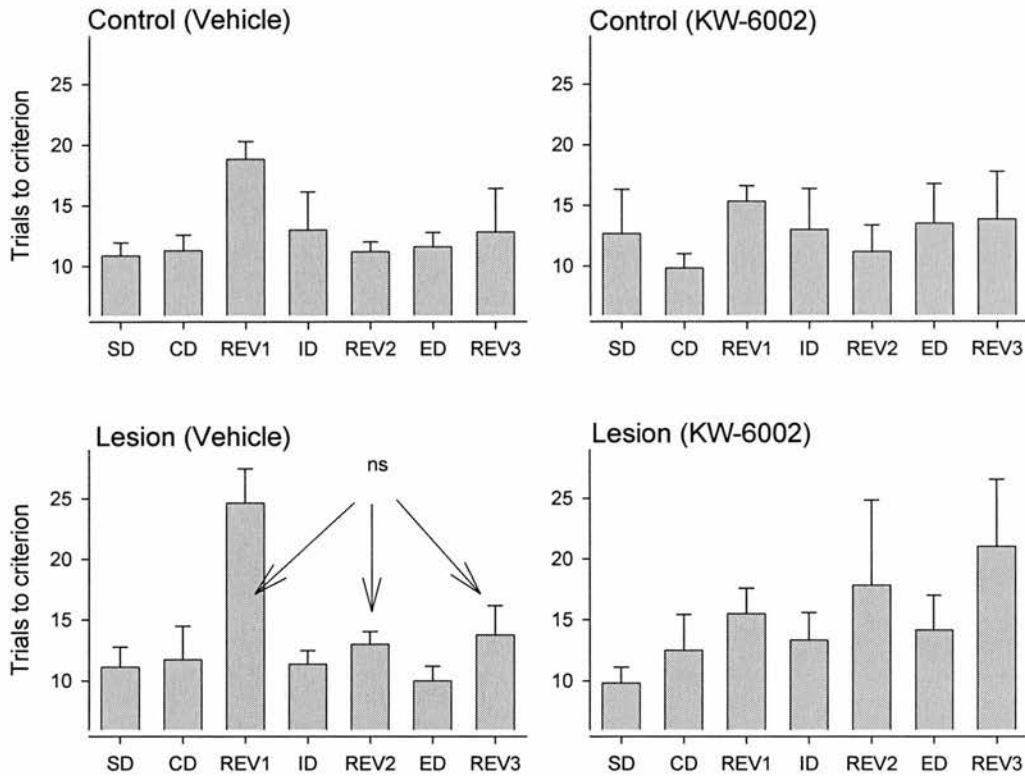 Control (Vehicle)
Control (KW-6002)
Trials to criterion
25
20
15
10
25
20
15
10
SD CD REV1 ID REV2 ED REV3
SD CD REV1 ID REV2 ED REV3
Lesion (Vehicle)
Lesion (KW-6002)
ns
Trials to criterion
25
20
15
10
25
20
15
10
SD CD REV1 ID REV2 ED REV3
SD CD REV1 ID REV2 ED REV3